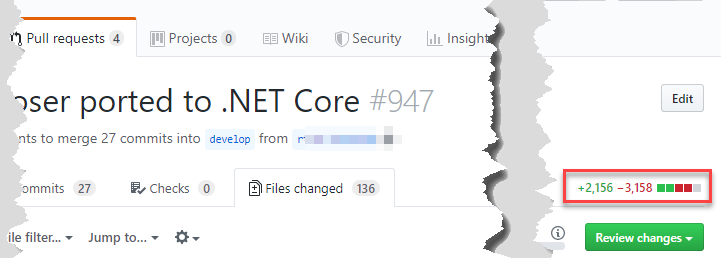 Pull requests 4 Projects 0 Wiki Security Insight
oser ported to .NET Core #947 Edit
nts to merge 27 commits into develop from
ommits 27 Checks 0 Files changed 136 +2,156 −3,158
ile filter... Jump to... Review changes